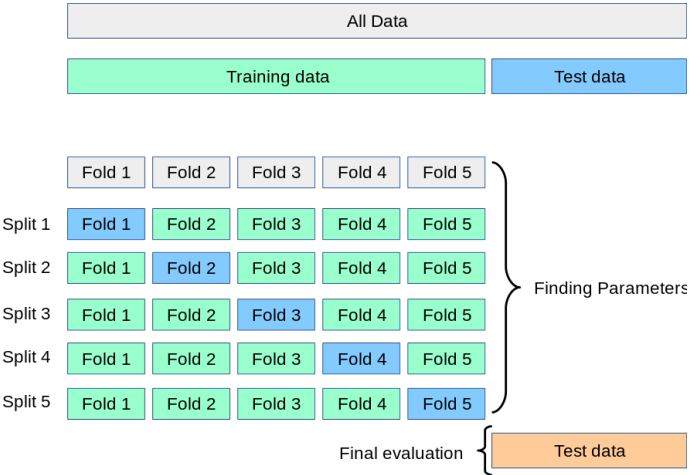 All Data
Training data Test data
Fold 1 Fold 2 Fold 3 Fold 4 Fold 5
Split 1 Fold 1 Fold 2 Fold 3 Fold 4 Fold 5
Split 2 Fold 1 Fold 2 Fold 3 Fold 4 Fold 5
Finding Parameters
Split 3 Fold 1 Fold 2 Fold 3 Fold 4 Fold 5
Split 4 Fold 1 Fold 2 Fold 3 Fold 4 Fold 5
Split 5 Fold 1 Fold 2 Fold 3 Fold 4 Fold 5
Final evaluation Test data